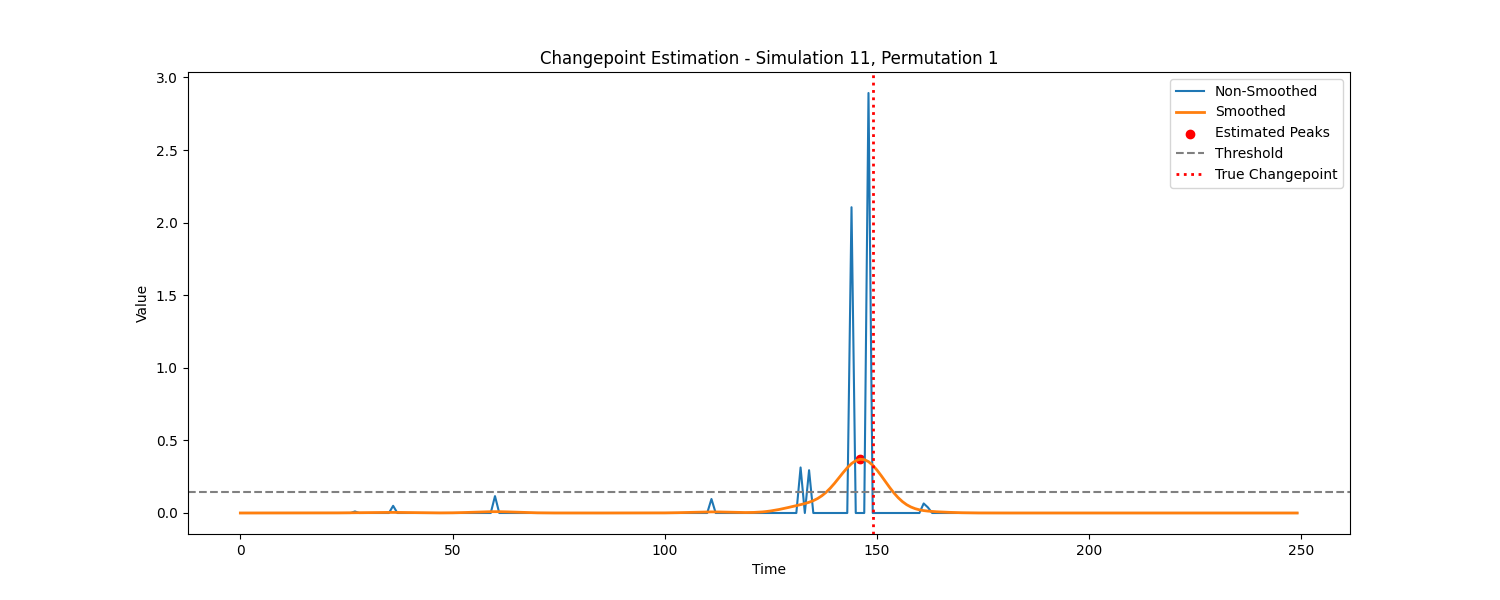 Changepoint Estimation - Simulation 11, Permutation 1
3.0
2.5
2.0
1.5
1.0
0.5
0.0
Value
Non-Smoothed
Smoothed
Estimated Peaks
Threshold
True Changepoint
0
50
100
150
200
250
Time